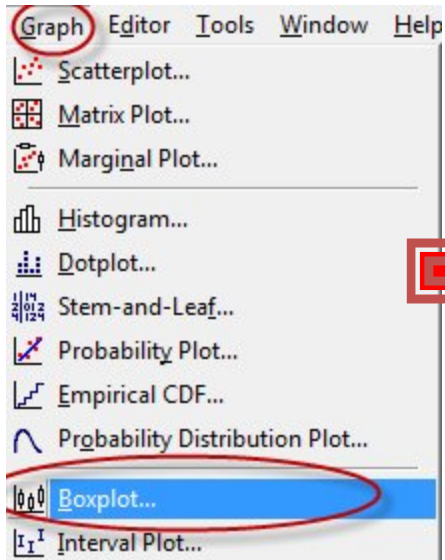 Graph Editor Tools Window Help
Scatterplot...
Matrix Plot...
Marginal Plot...
Histogram...
Dotplot...
Stem-and-Leaf...
Probability Plot...
Empirical CDF...
Probability Distribution Plot...
Boxplot...
Interval Plot...